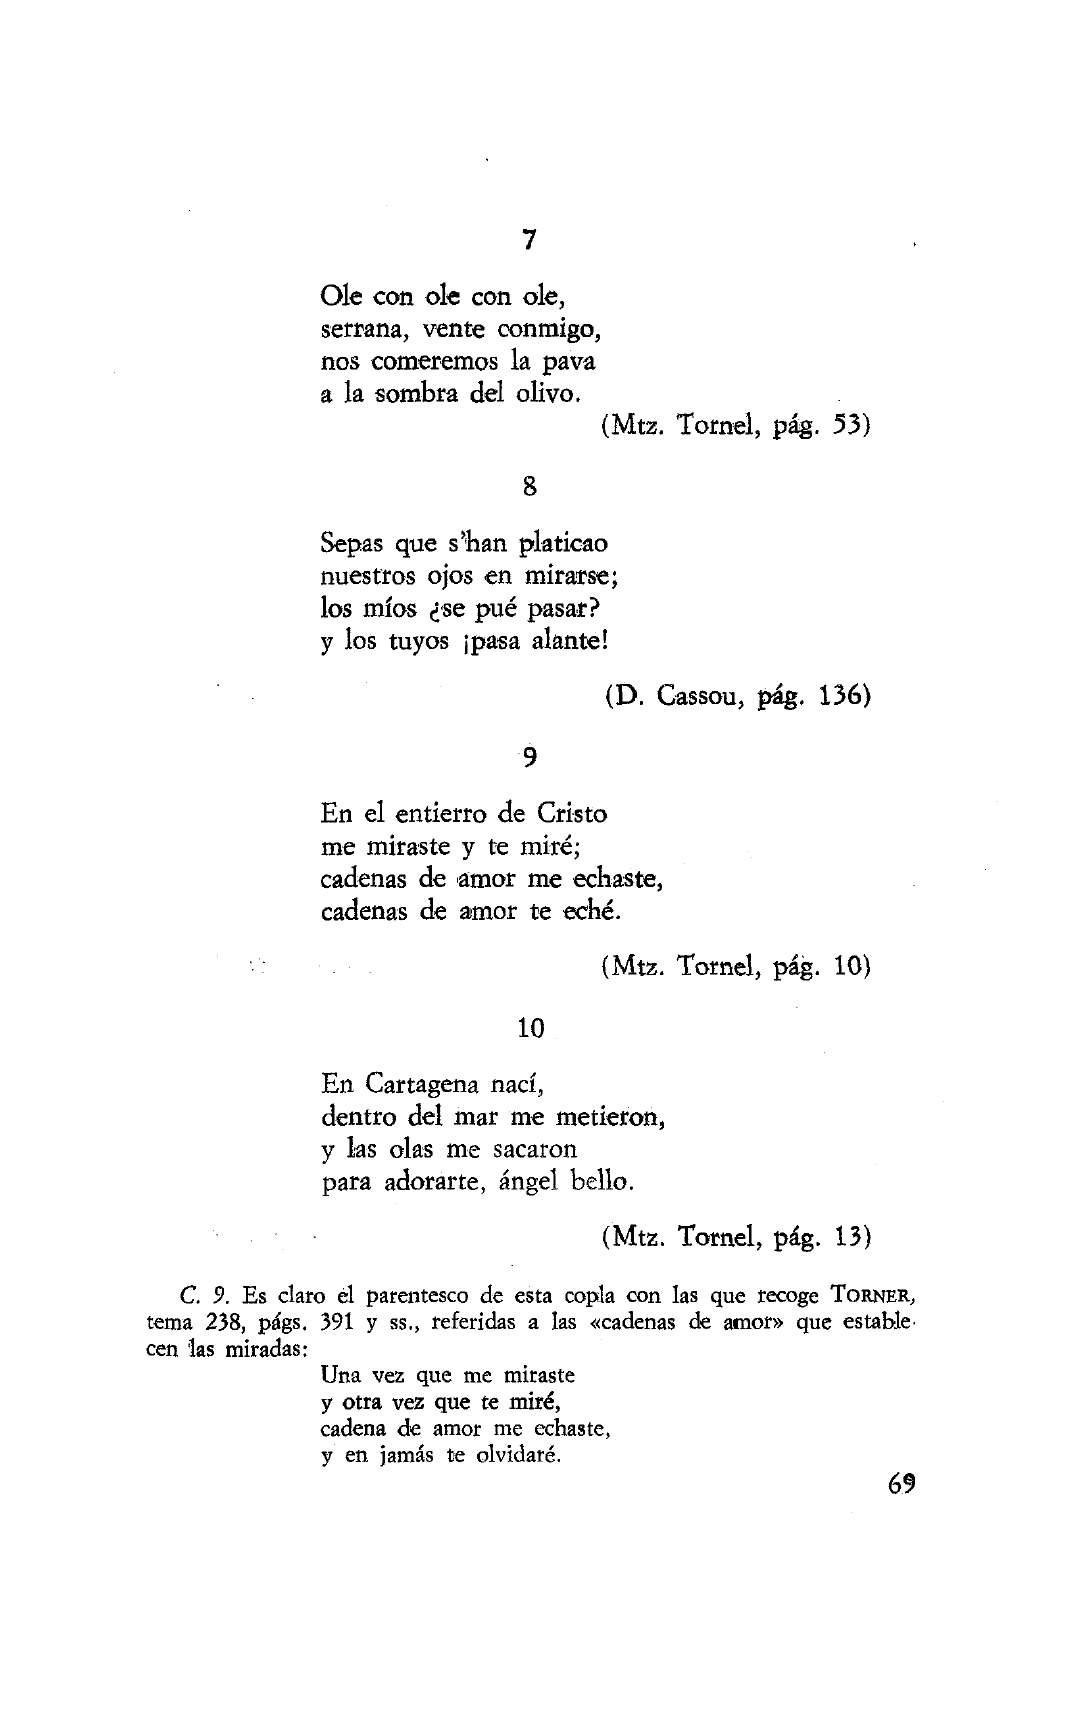 7
Ole con ole con ole,
serrana, vente conmigo,
nos comeremos la pava
a la sombra del olivo.
(Mtz. Tornel, pág. 53)
8
Sepas que s'han platicao
nuestros ojos en mirarse;
los míos ¿se pué pasar?
y los tuyos ¡pasa alante!
(D. Cassou, pág. 136)
9
En el entierro de Cristo
me miraste y te miré;
cadenas de amor me echaste,
cadenas de amor te eché.
(Mtz. Tornel, pág. 10)
10
En Cartagena nací,
dentro del mar me metieron,
y las olas me sacaron
para adorarte, ángel bello.
(Mtz. Tornel, pág. 13)
C. 9. Es claro el parentesco de esta copla con las que recoge TORNER,
tema 238, págs. 391 y ss., referidas a las «cadenas de amor» que estable-
cen las miradas:
Una vez que me miraste
y otra vez que te miré,
cadena de amor me echaste,
y en jamás te olvidaré.
69